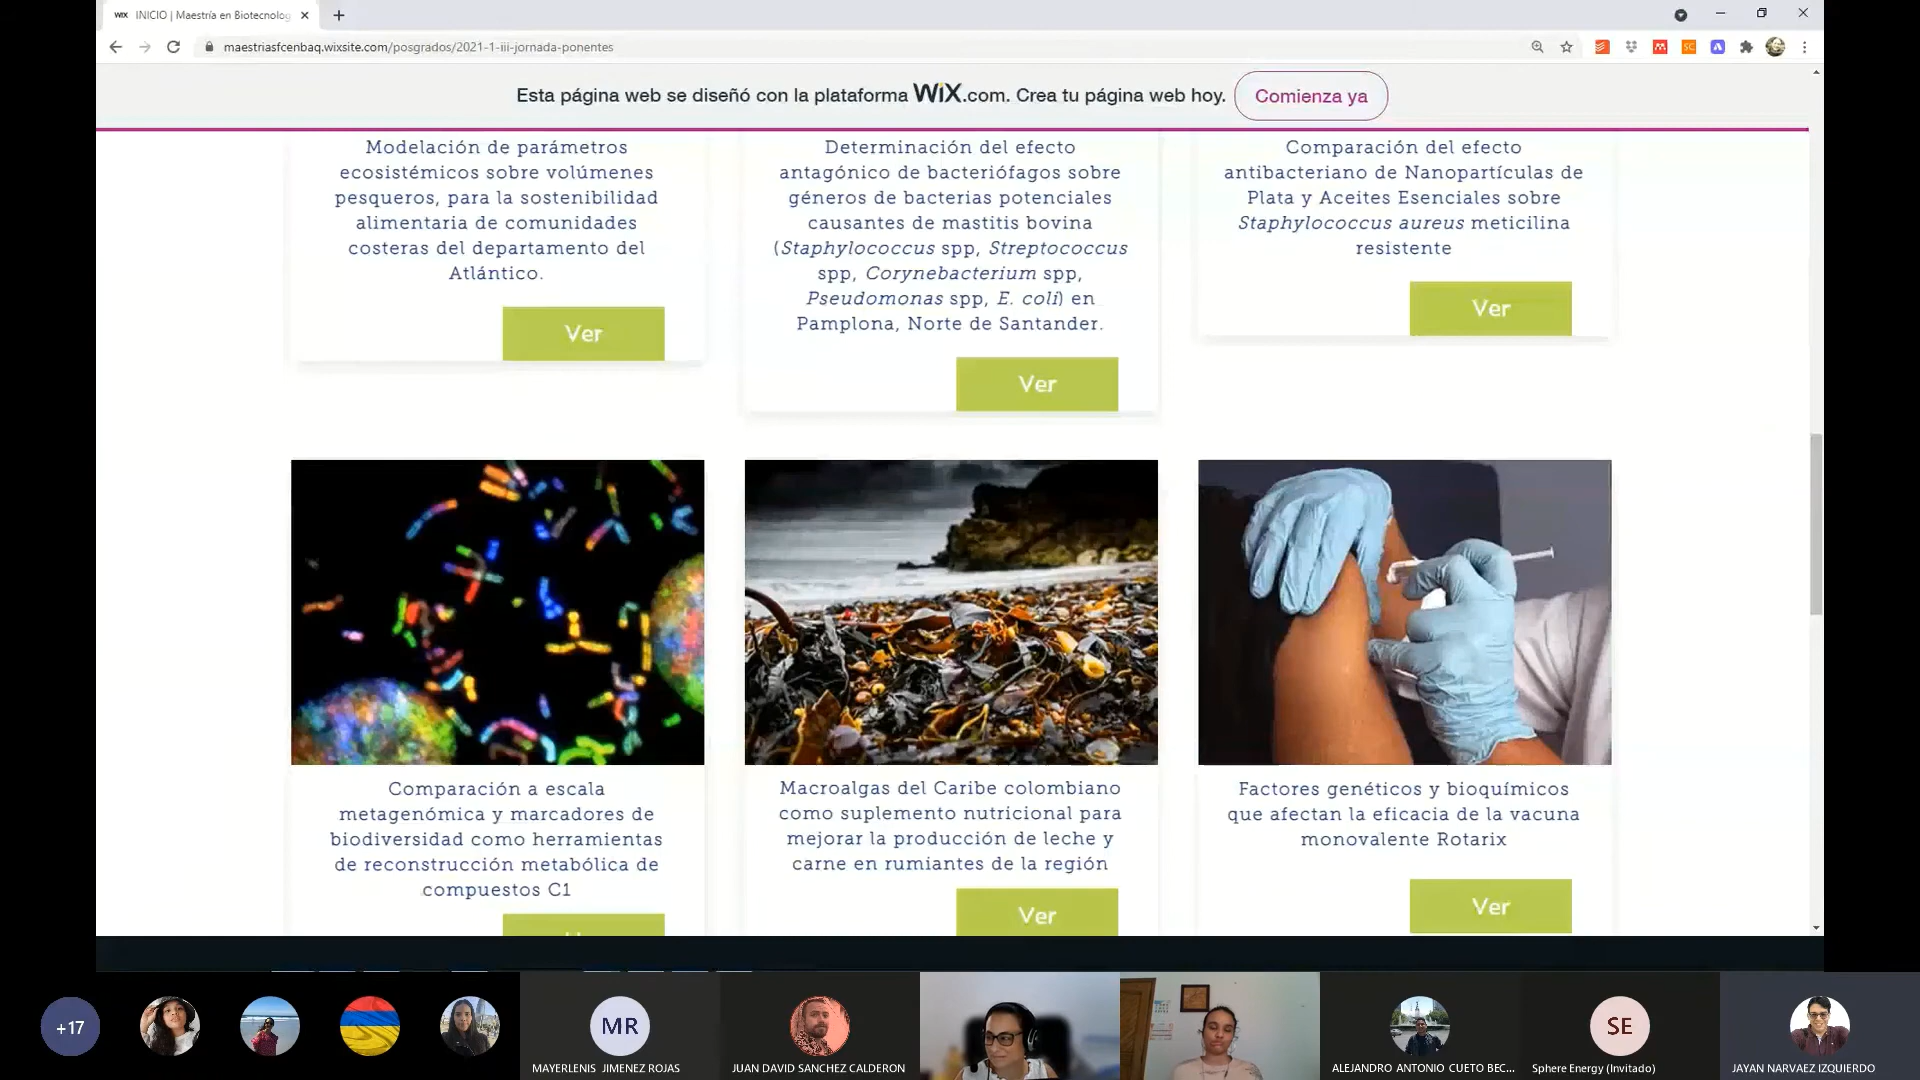 WiX INICIO | Maestría en Biotecnolog
maestriasfcenbaq.wixsite.com/posgrados/2021-1-iii-jornada-ponentes
Esta página web se diseñó con la plataforma WiX.com. Crea tu página web hoy. Comienza ya
Modelación de parámetros
ecosistémicos sobre volúmenes
pesqueros, para la sostenibilidad
alimentaria de comunidades
costeras del departamento del
Atlántico.
Ver
Determinación del efecto
antagónico de bacteriófagos sobre
géneros de bacterias potenciales
causantes de mastitis bovina
(Staphylococcus spp, Streptococcus
spp, Corynebacterium spp,
Pseudomonas spp, E. coli) en
Pamplona, Norte de Santander.
Ver
Comparación del efecto
antibacteriano de Nanopartículas de
Plata y Aceites Esenciales sobre
Staphylococcus aureus meticilina
resistente
Ver
Comparación a escala
metagenómica y marcadores de
biodiversidad como herramientas
de reconstrucción metabólica de
compuestos C1
Macroalgas del Caribe colombiano
como suplemento nutricional para
mejorar la producción de leche y
carne en rumiantes de la región
Ver
Factores genéticos y bioquímicos
que afectan la eficacia de la vacuna
monovalente Rotarix
Ver
+17
MR
MAYERLENIS JIMENEZ ROJAS
JUAN DAVID SANCHEZ CALDERON
ALEJANDRO ANTONIO CUETO BEC...
SE
Sphere Energy (Invitado)
JAYAN NARVAEZ IZQUIERDO